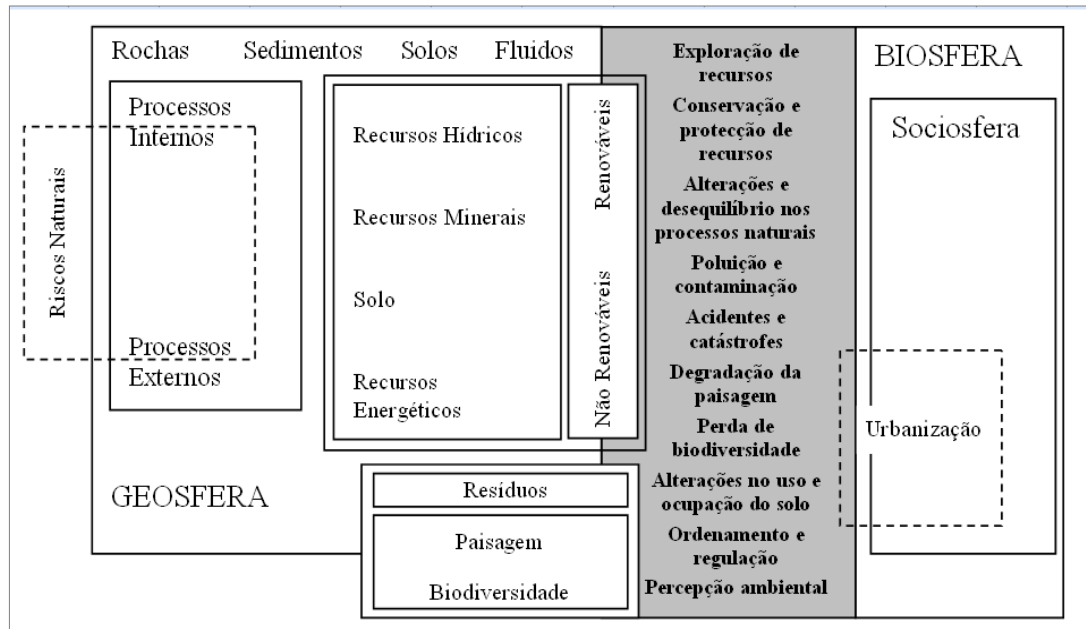 Rochas Sedimentos Solos Fluidos
Processos
Internos
Riscos Naturais
Processos
Externos
GEOSFERA
Recursos Hídricos
Recursos Minerais
Solo
Recursos
Energéticos
Renováveis
Não Renováveis
Resíduos
Paisagem
Biodiversidade
Exploração de
recursos
Conservação e
protecção de
recursos
Alterações e
desequilíbrio nos
processos naturais
Poluição e
contaminação
Acidentes e
catástrofes
Degradação da
paisagem
Perda de
biodiversidade
Alterações no uso e
ocupação do solo
Ordenamento e
regulação
Percepção ambiental
BIOSFERA
Sociosfera
Urbanização